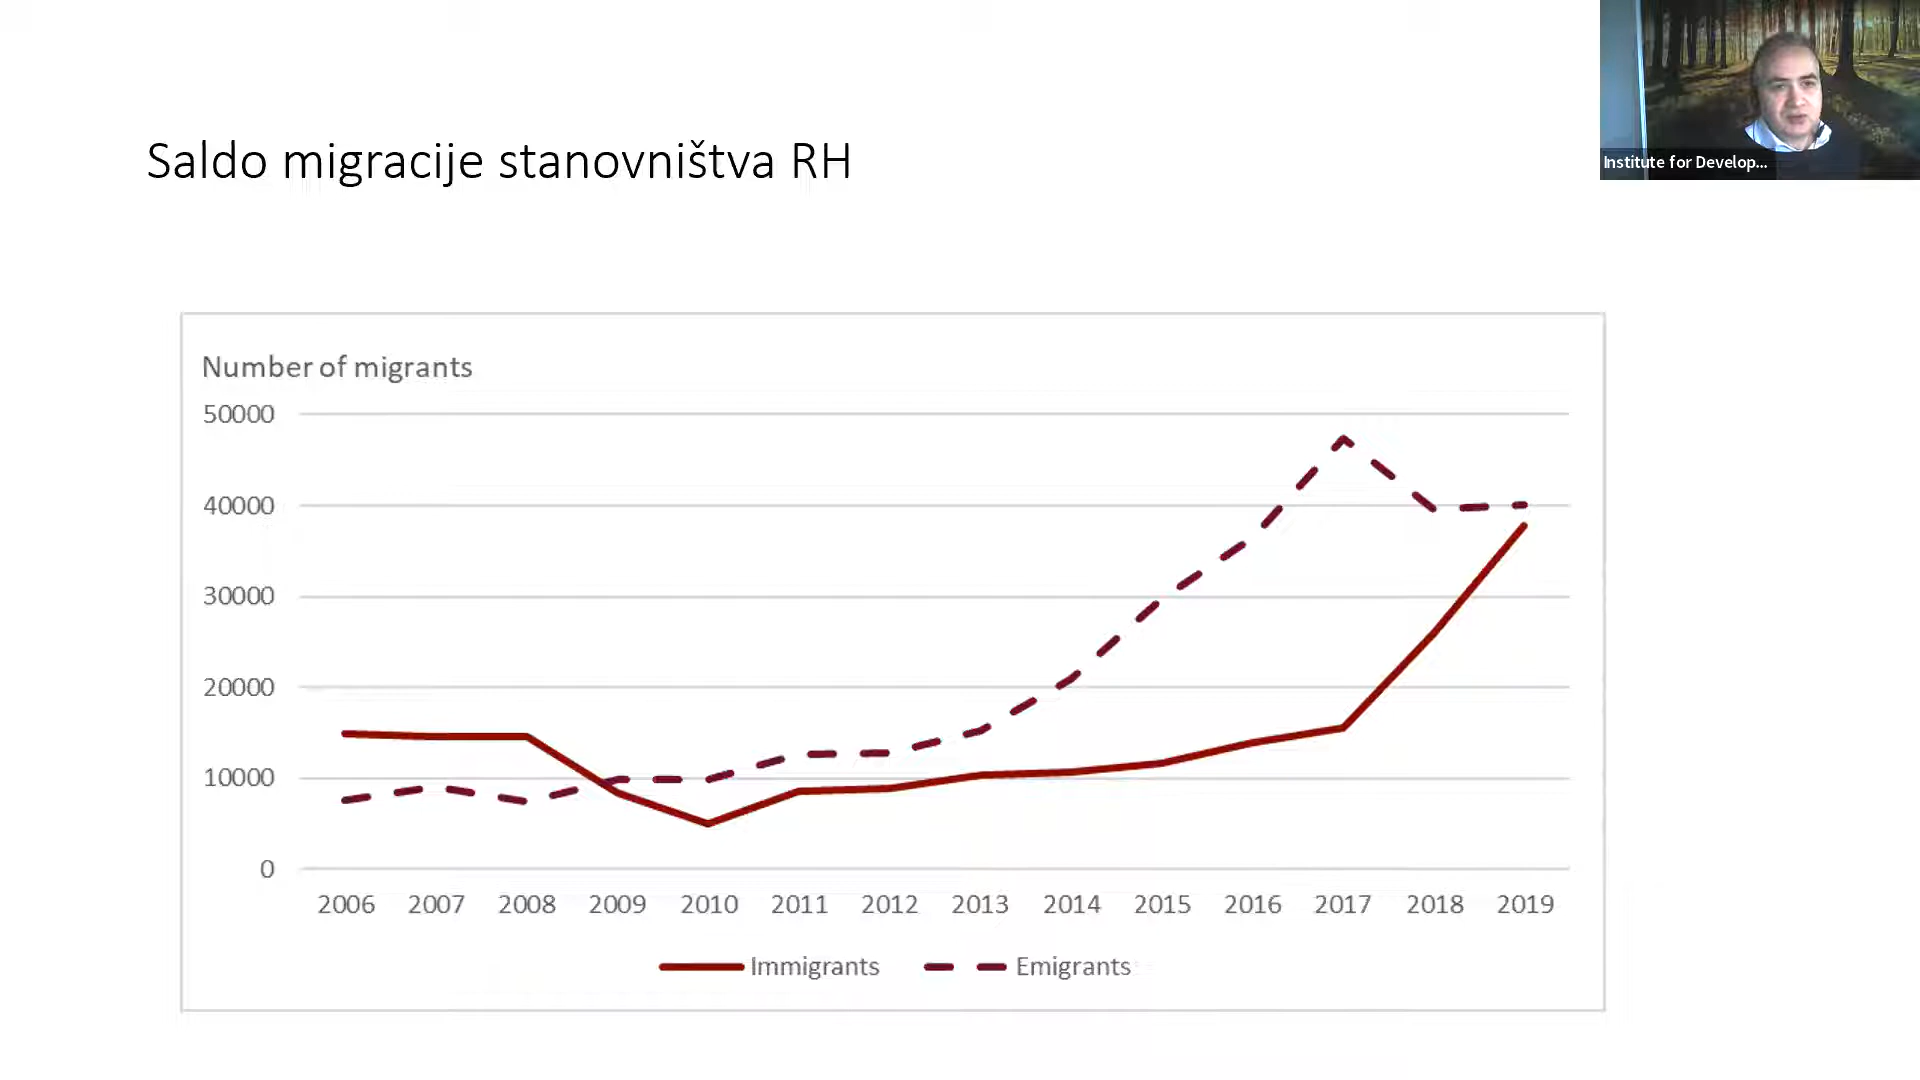 Institute for Develop...
Saldo migracije stanovništva RH
Number of migrants
50000
40000
30000
20000
10000
0
2006 2007 2008 2009 2010 2011 2012 2013 2014 2015 2016 2017 2018 2019
Immigrants Emigrants